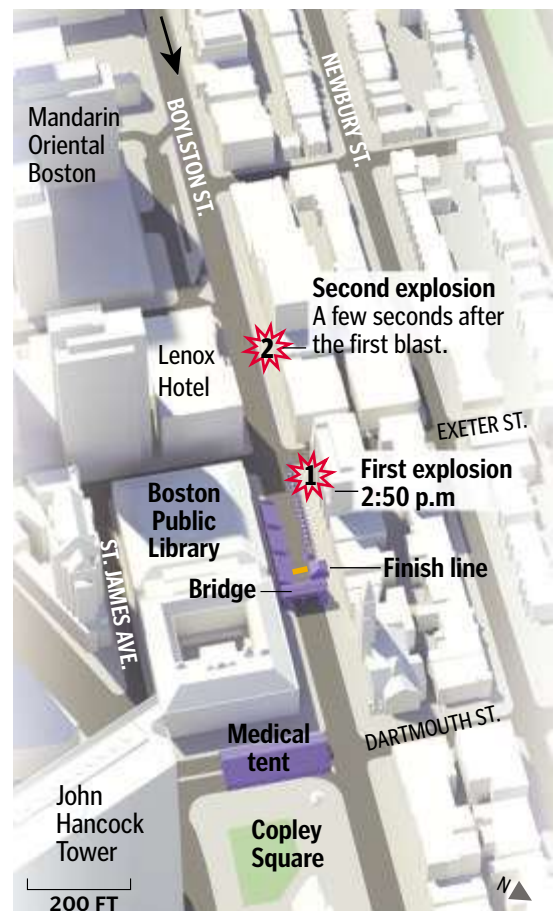 BOYLSTON ST.
NEWBURY ST.
Mandarin
Oriental
Boston
Second explosion
A few seconds after
the first blast.
2
Lenox
Hotel
EXETER ST.
1
First explosion
2:50 p.m
Boston
Public
Library
ST. JAMES AVE.
Finish line
Bridge
DARTMOUTH ST.
Medical
tent
John
Hancock
Tower
Copley
Square
200 FT
N